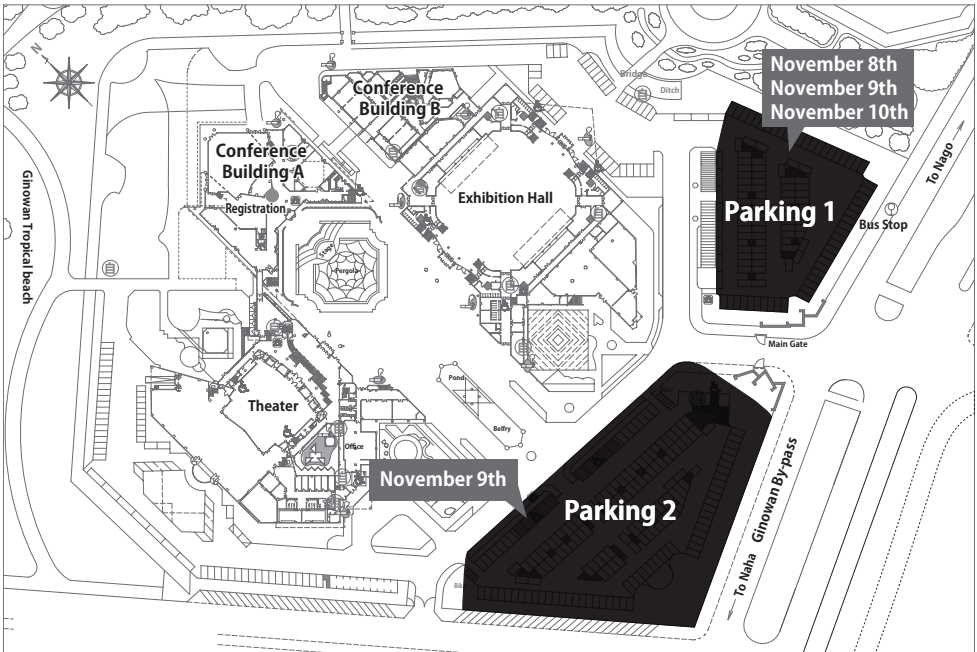 N
Conference
Building B
Bridge
Ditch
November 8th
November 9th
November 10th
Conference
Building A
Registration
Exhibition Hall
Parking 1
To Nago
Bus Stop
Ginowan Tropical beach
Stage
Pergola
Main Gate
Theater
Office
Pond
Belfry
November 9th
Parking 2
Ginowan By-pass
To Naha